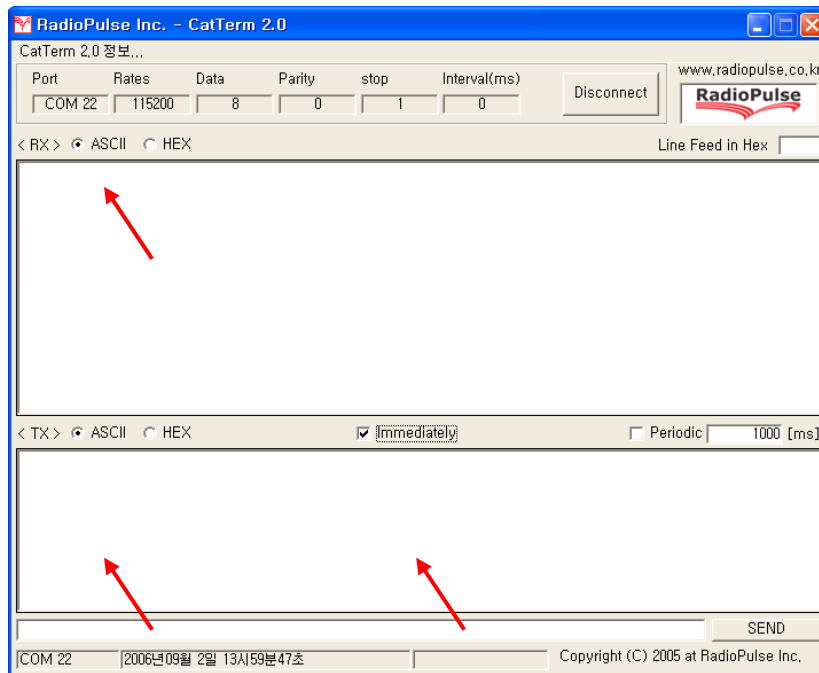 RadioPulse Inc. - CatTerm 2.0
CatTerm 2.0 정보...
Port Rates Data Parity stop Interval(ms)
COM 22 115200 8 0 1 0
Disconnect
www.radiopulse.co.kr
RadioPulse
< RX > ASCII HEX Line Feed in Hex
< TX > ASCII HEX Immediately Periodic 1000 [ms]
SEND
COM 22 2006년09월 2일 13시59분47초 Copyright (C) 2005 at RadioPulse Inc.